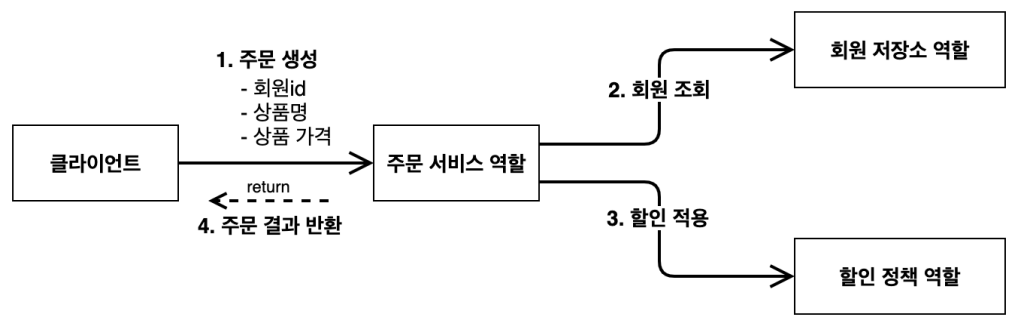 1. 주문 생성
- 회원id
- 상품명
- 상품 가격
클라이언트
주문 서비스 역할
return
4. 주문 결과 반환
2. 회원 조회
회원 저장소 역할
3. 할인 적용
할인 정책 역할